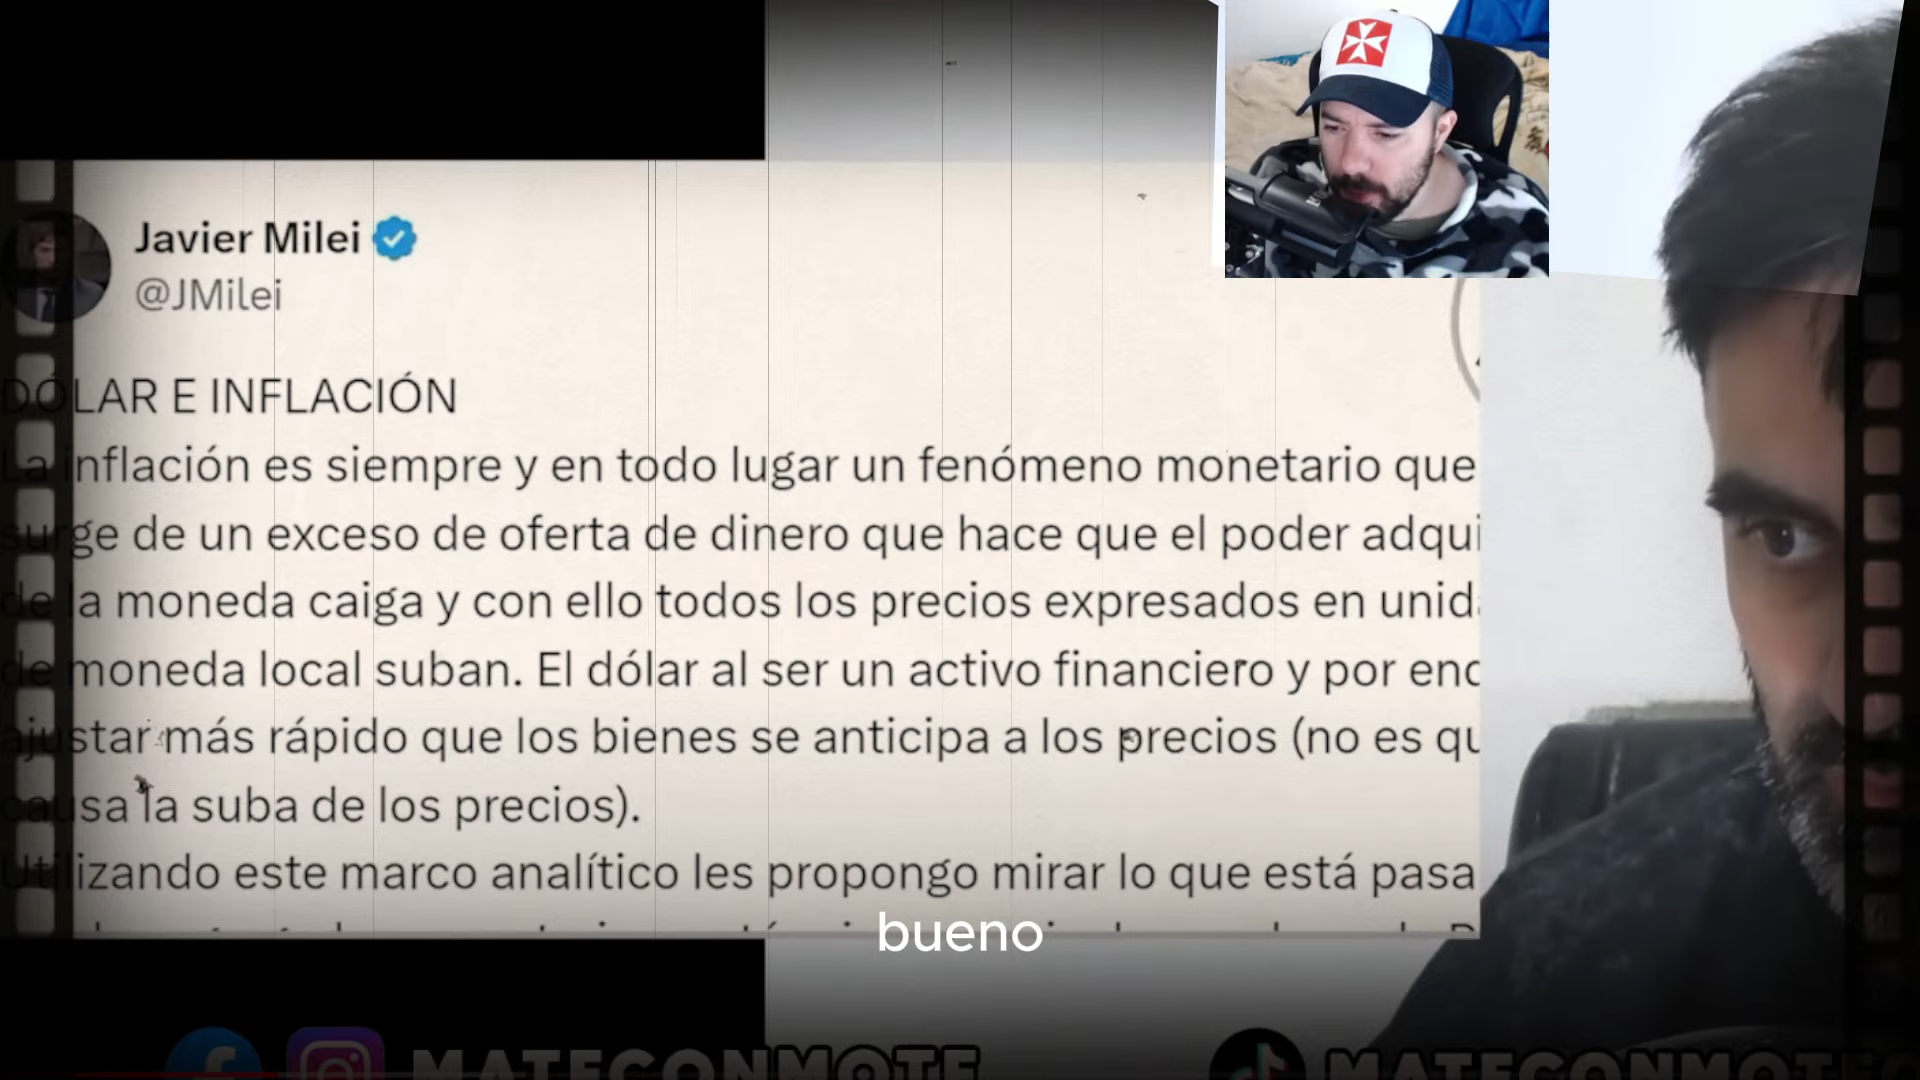 Javier Milei
@JMilei
DÓLAR E INFLACIÓN
La inflación es siempre y en todo lugar un fenómeno monetario que
surge de un exceso de oferta de dinero que hace que el poder adqui
de la moneda caiga y con ello todos los precios expresados en unid
de moneda local suban. El dólar al ser un activo financiero y por end
ajustar más rápido que los bienes se anticipa a los precios (no es qu
causa la suba de los precios).
Utilizando este marco analítico les propongo mirar lo que está pasa
bueno
MATECONMOTE
MATECONMOTE